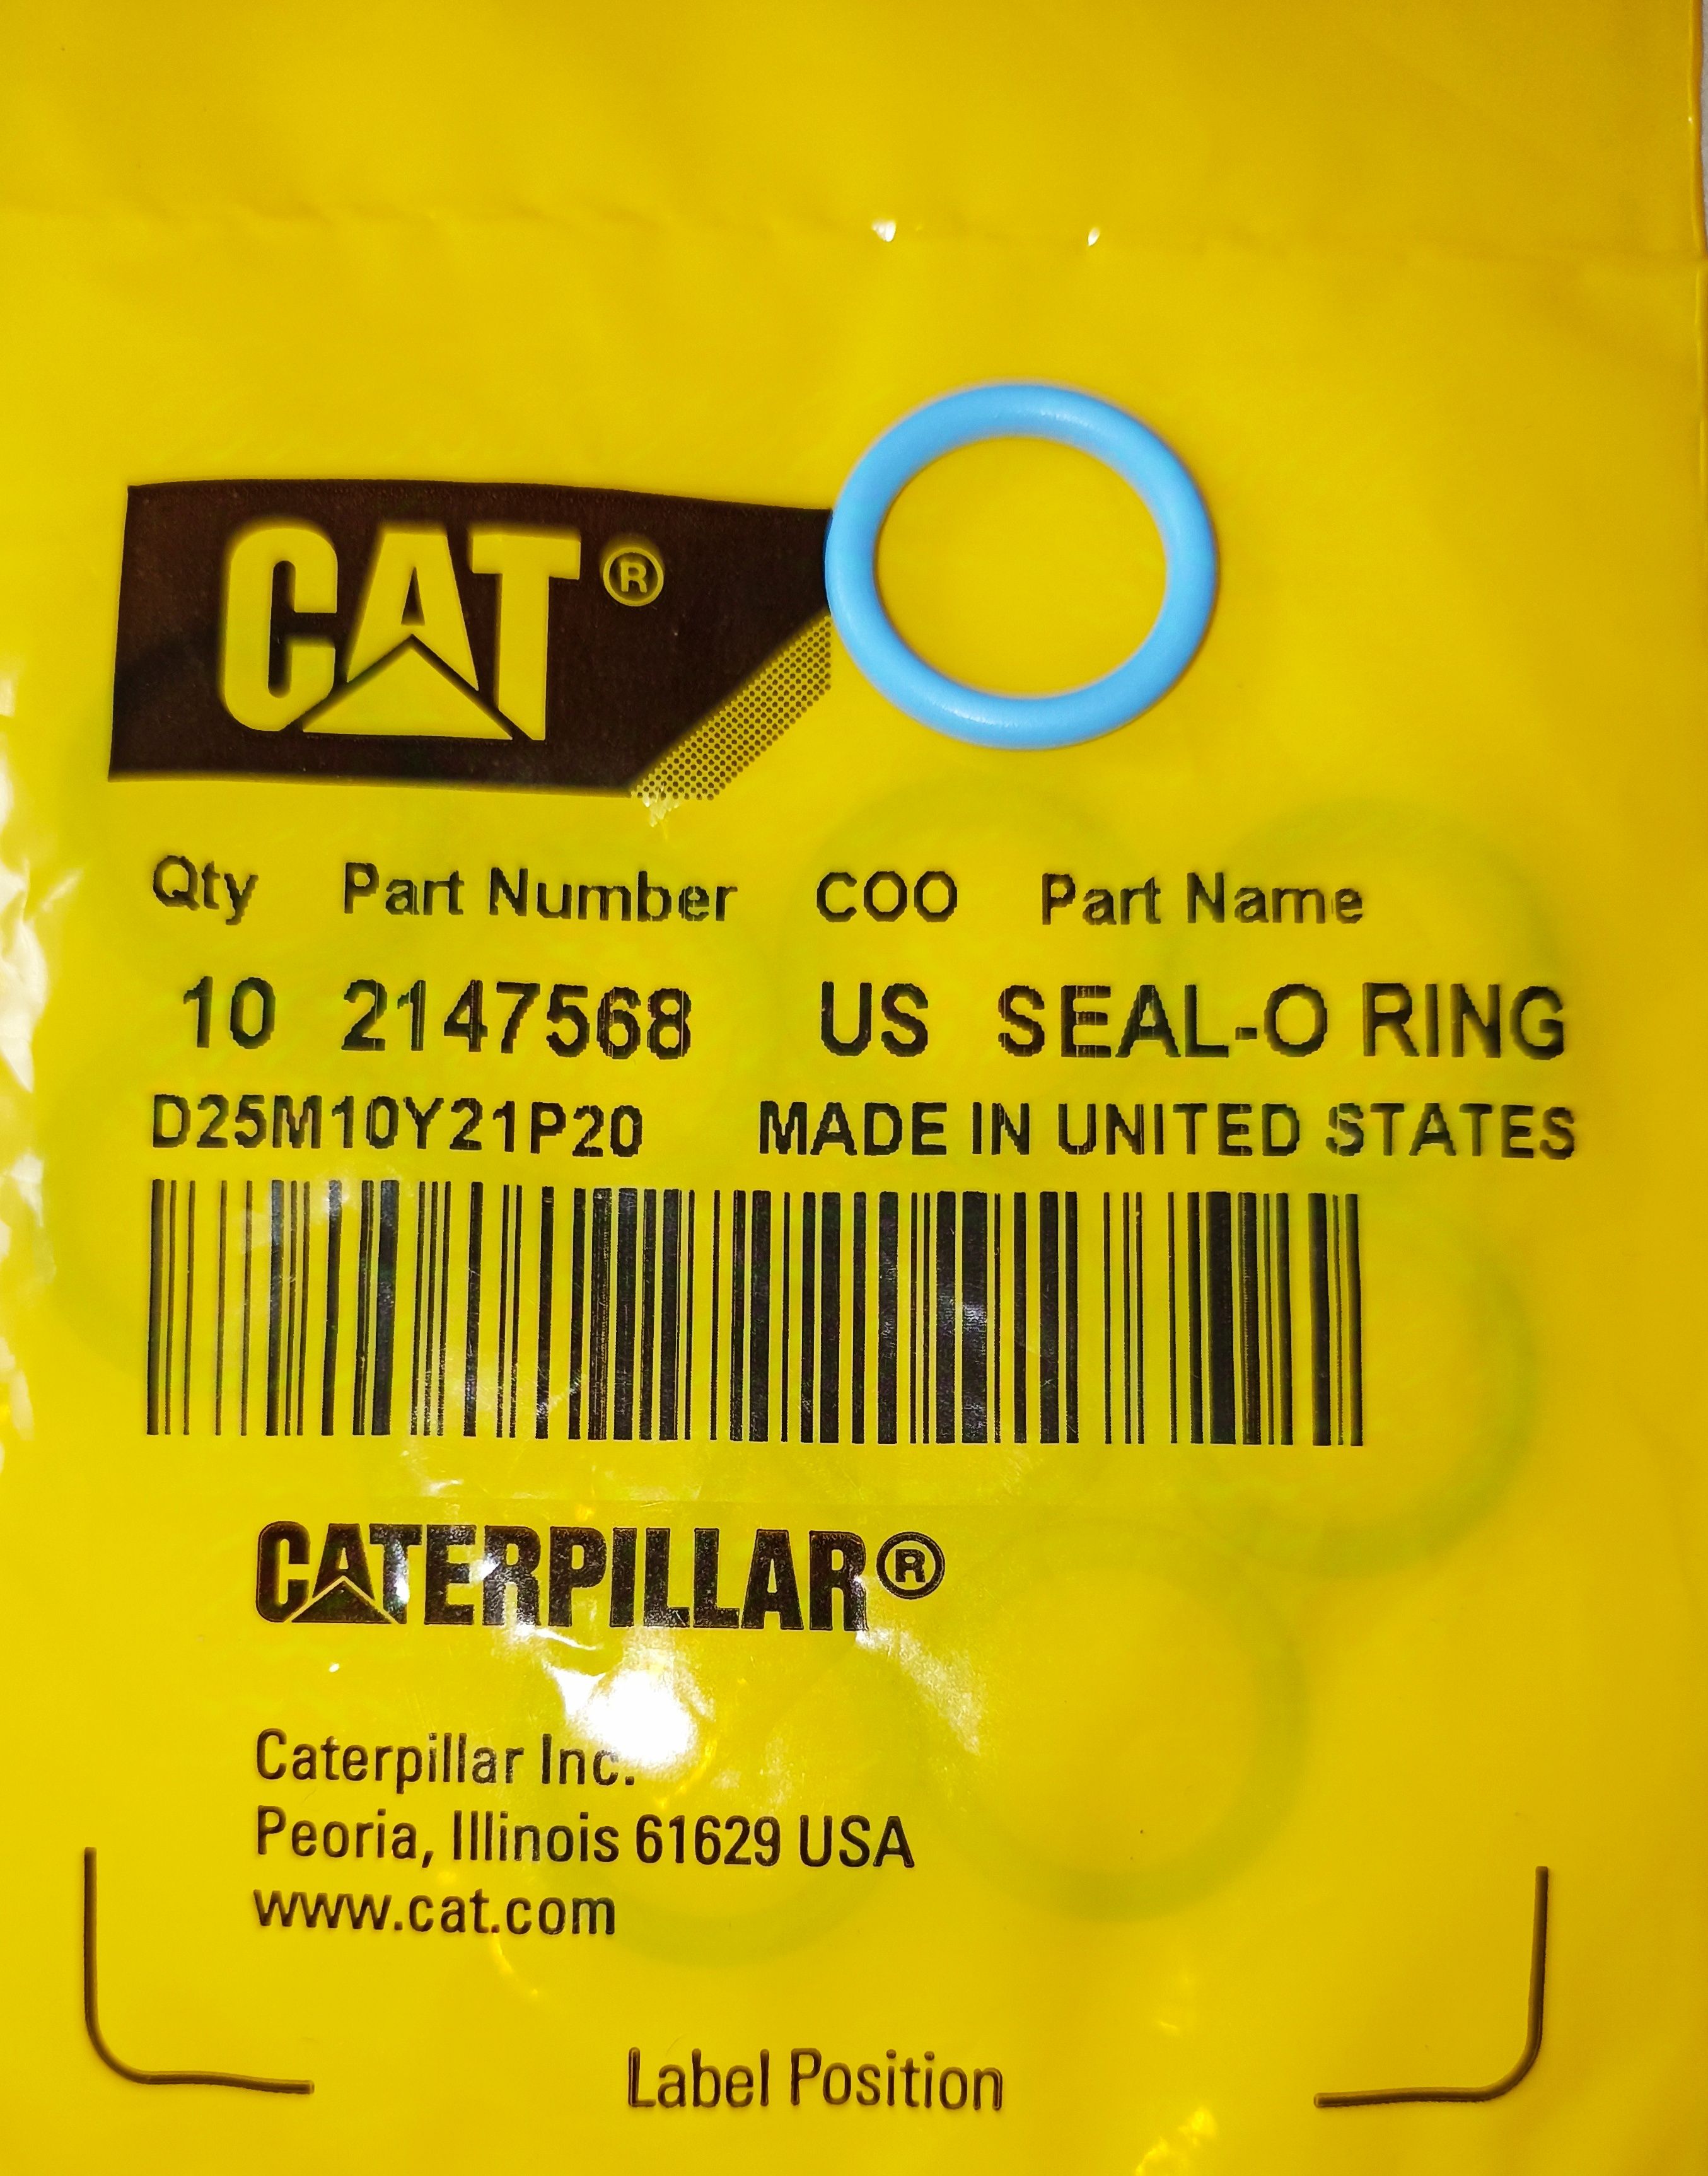 CAT®
Qty Part Number COO Part Name
10 2147568 US SEAL-O RING
D25M10Y21P20 MADE IN UNITED STATES
CATERPILLAR®
Caterpillar Inc.
Peoria, Illinois 61629 USA
www.cat.com
Label Position